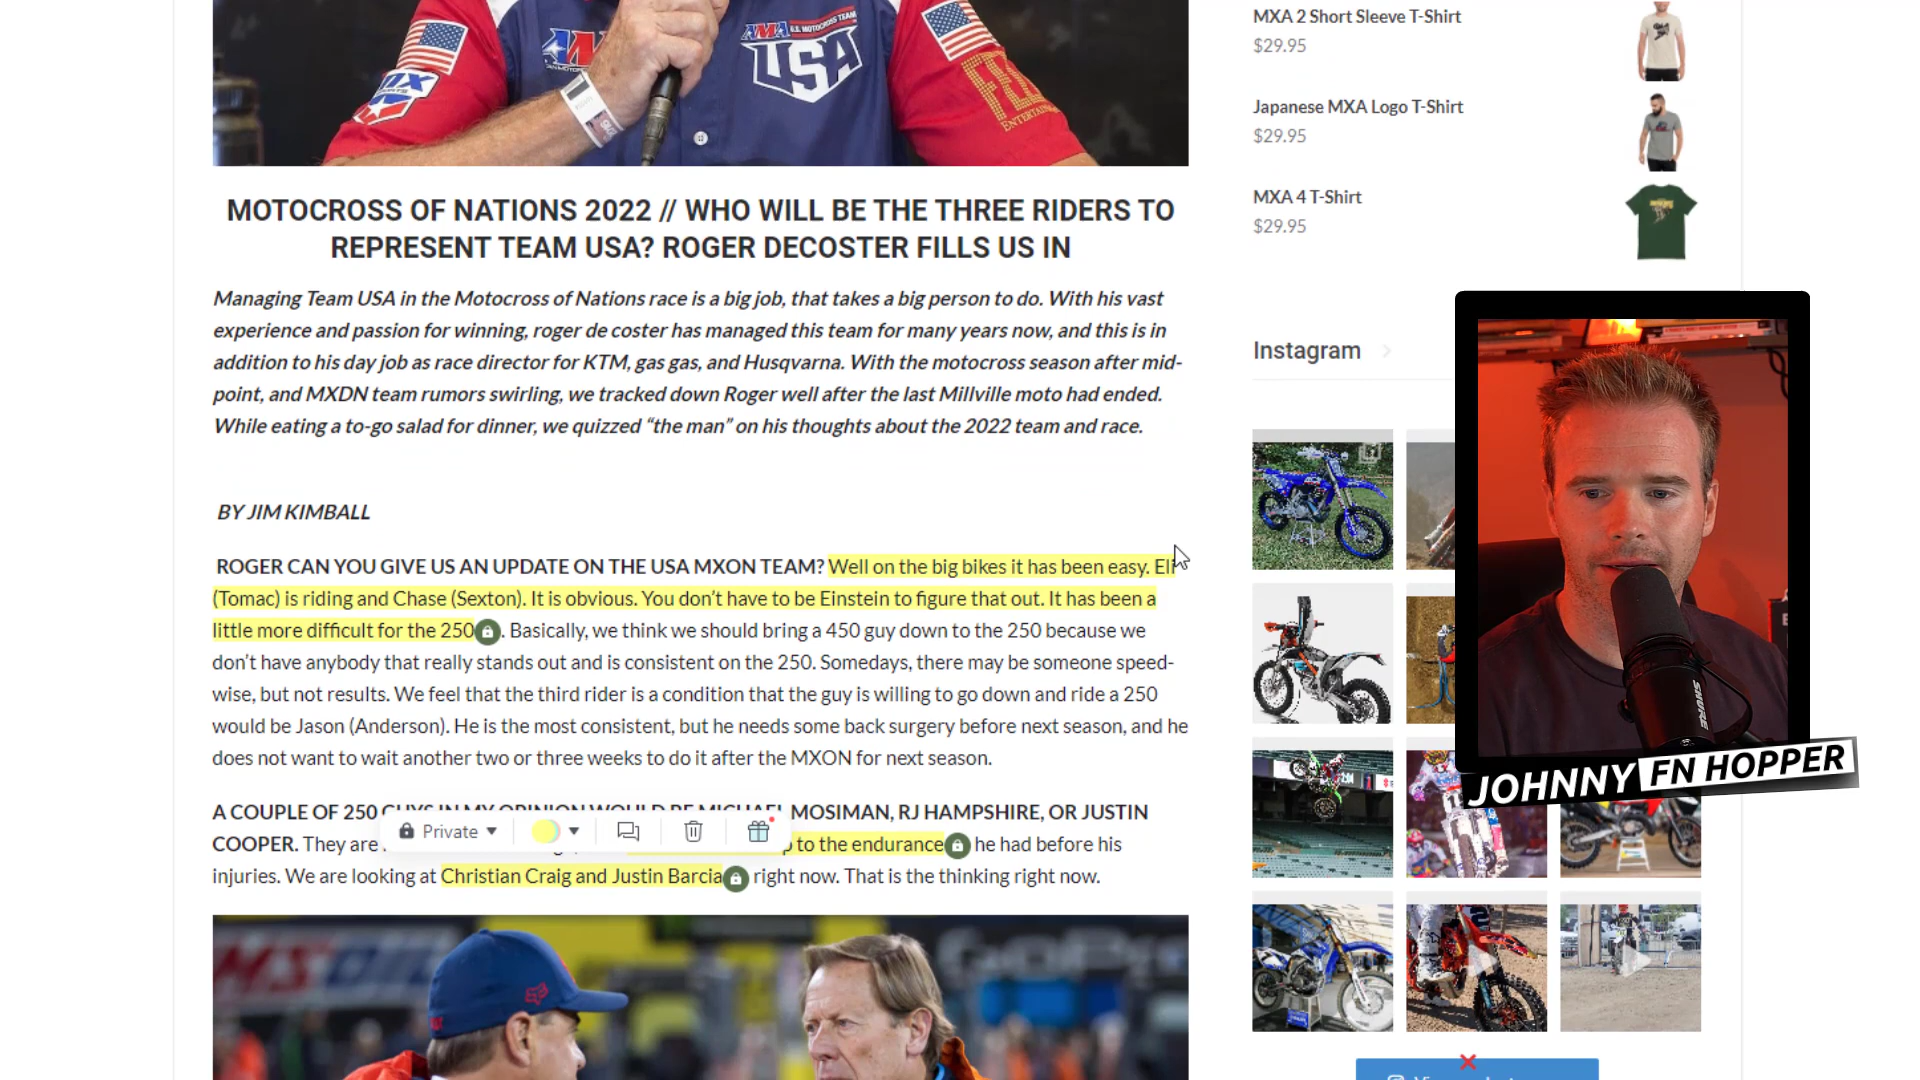 AMA U.S. MOTOCROSS TEAM
USA
ENTERTAINMENT
MOTOCROSS OF NATIONS 2022 // WHO WILL BE THE THREE RIDERS TO
REPRESENT TEAM USA? ROGER DECOSTER FILLS US IN
Managing Team USA in the Motocross of Nations race is a big job, that takes a big person to do. With his vast
experience and passion for winning, roger de coster has managed this team for many years now, and this is in
addition to his day job as race director for KTM, gas gas, and Husqvarna. With the motocross season after mid-
point, and MXDN team rumors swirling, we tracked down Roger well after the last Millville moto had ended.
While eating a to-go salad for dinner, we quizzed “the man” on his thoughts about the 2022 team and race.
BY JIM KIMBALL
ROGER CAN YOU GIVE US AN UPDATE ON THE USA MXON TEAM? Well on the big bikes it has been easy. Eli
(Tomac) is riding and Chase (Sexton). It is obvious. You don’t have to be Einstein to figure that out. It has been a
little more difficult for the 250. Basically, we think we should bring a 450 guy down to the 250 because we
don’t have anybody that really stands out and is consistent on the 250. Somedays, there may be someone speed-
wise, but not results. We feel that the third rider is a condition that the guy is willing to go down and ride a 250
would be Jason (Anderson). He is the most consistent, but he needs some back surgery before next season, and he
does not want to wait another two or three weeks to do it after the MXON for next season.
A COUPLE OF 250 GUYS IN MY OPINION WOULD BE MICHAEL MOSIMAN, RJ HAMPSHIRE, OR JUSTIN
Private
COOPER. They are to the endurance he had before his
injuries. We are looking at Christian Craig and Justin Barcia right now. That is the thinking right now.
AMSOIL
GoPro
MXA 2 Short Sleeve T-Shirt
$29.95
Japanese MXA Logo T-Shirt
$29.95
MXA 4 T-Shirt
$29.95
Instagram
SHURE
JOHNNY FN HOPPER